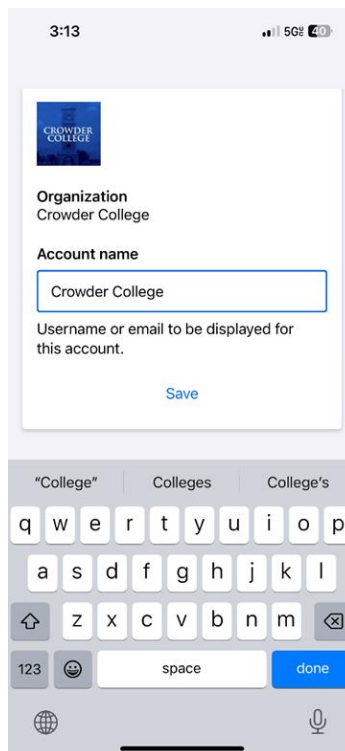 3:13
5GE 40
CROWDER
COLLEGE
Organization
Crowder College
Account name
Crowder College
Username or email to be displayed for
this account.
Save
"College" Colleges College's
q w e r t y u i o p
a s d f g h j k l
z x c v b n m
123 space done